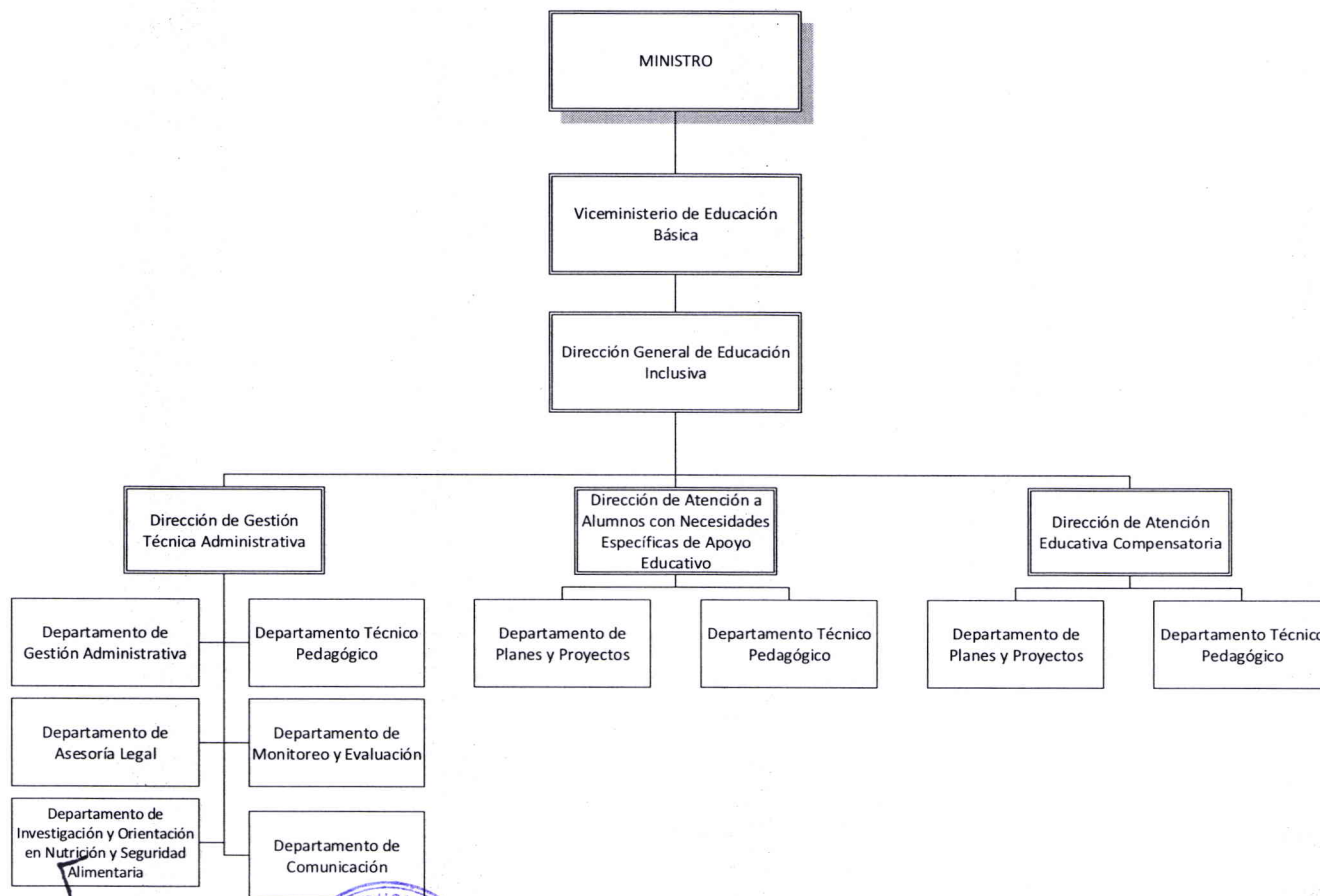 MINISTRO
Viceministerio de Educación
Básica
Dirección General de Educación
Inclusiva
Dirección de Gestión
Técnica Administrativa
Dirección de Atención a
Alumnos con Necesidades
Específicas de Apoyo
Educativo
Dirección de Atención
Educativa Compensatoria
Departamento de
Gestión Administrativa
Departamento Técnico
Pedagógico
Departamento de
Planes y Proyectos
Departamento Técnico
Pedagógico
Departamento de
Planes y Proyectos
Departamento Técnico
Pedagógico
Departamento de
Asesoría Legal
Departamento de
Monitoreo y Evaluación
Departamento de
Investigación y Orientación
en Nutrición y Seguridad
Alimentaria
Departamento de
Comunicación